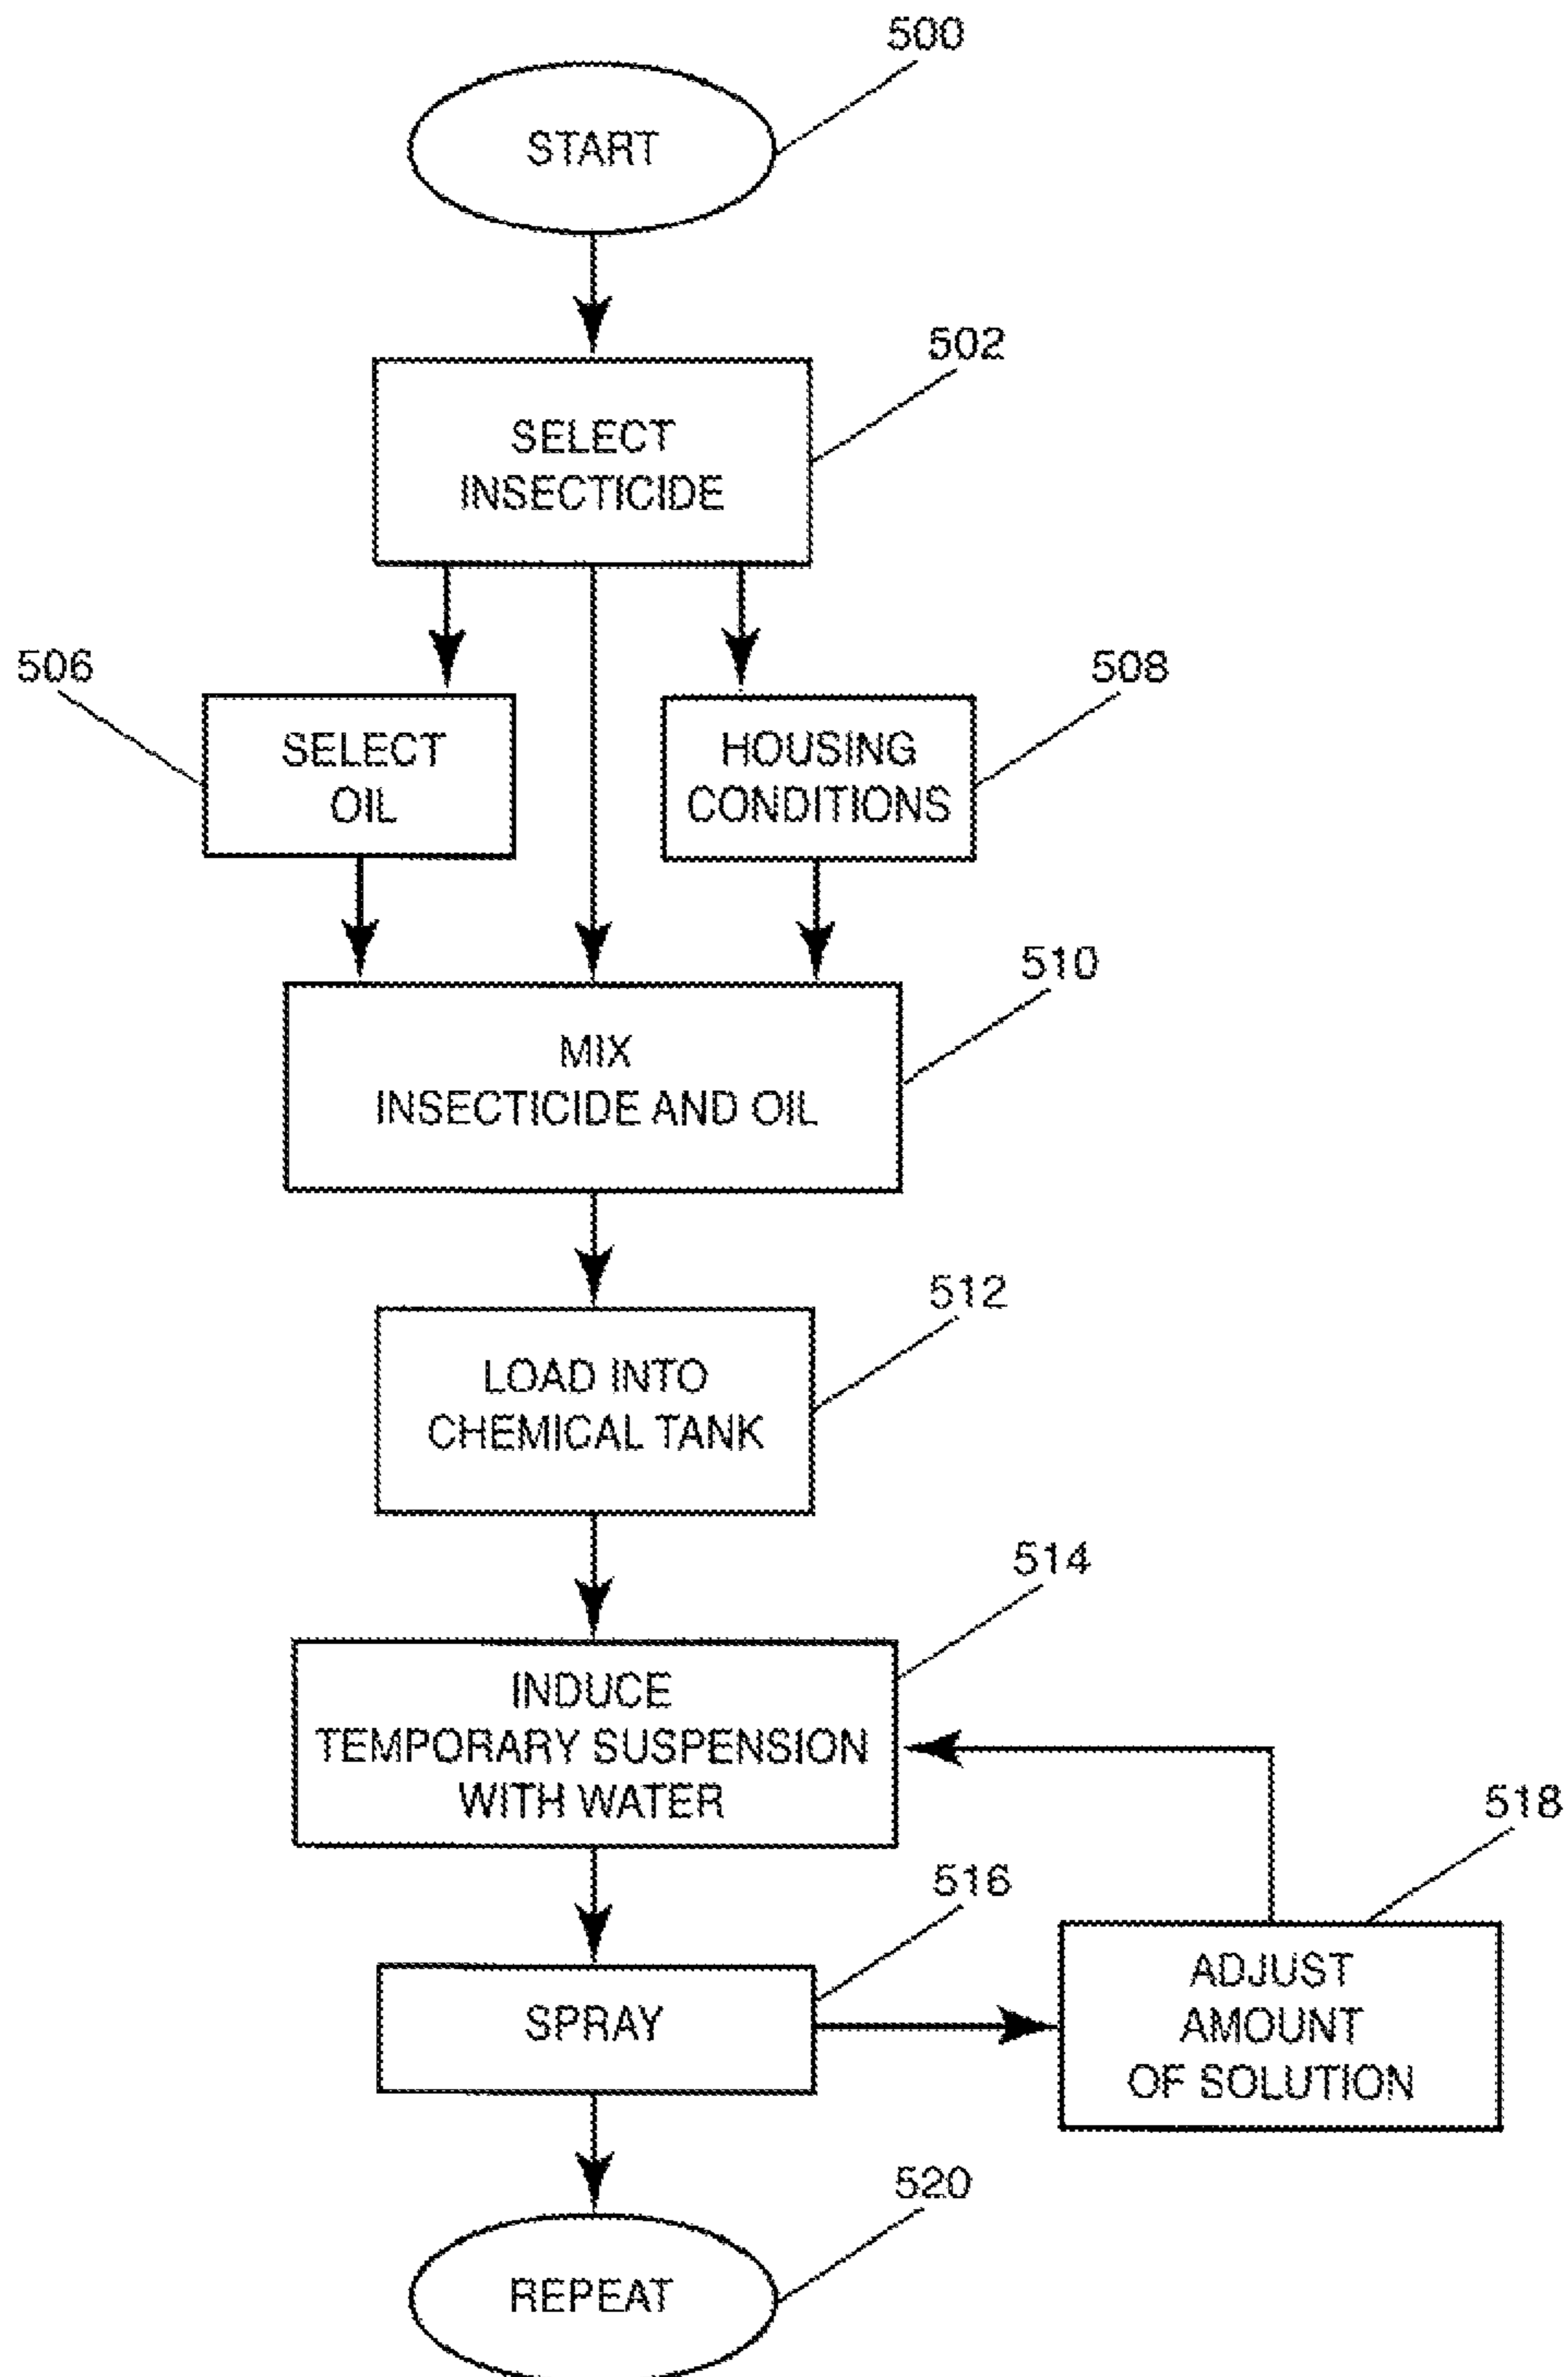 500
START
502
SELECT
INSECTICIDE
506
508
SELECT
OIL
HOUSING
CONDITIONS
510
MIX
INSECTICIDE AND OIL
512
LOAD INTO
CHEMICAL TANK
514
INDUCE
TEMPORARY SUSPENSION
WITH WATER
518
516
SPRAY
ADJUST
AMOUNT
OF SOLUTION
520
REPEAT